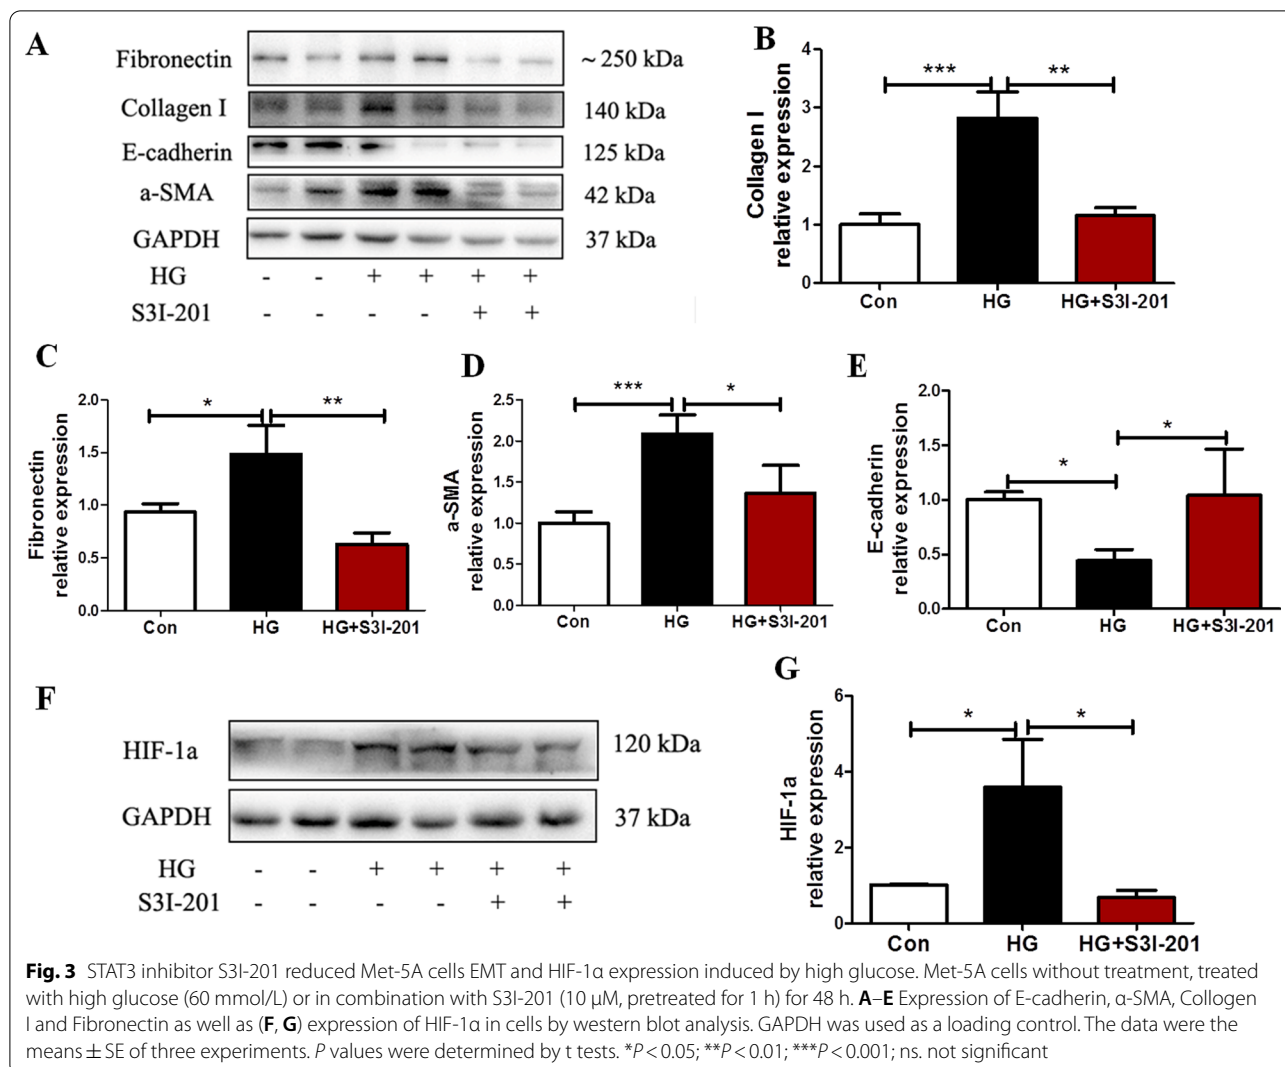 A
Fibronectin ~ 250 kDa
Collagen I 140 kDa
E-cadherin 125 kDa
a-SMA 42 kDa
GAPDH 37 kDa
HG - - + + + +
S3I-201 - - - - + +
B
Collagen I
relative expression
4
3
2
1
0
*** **
Con HG HG+S3I-201
C
Fibronectin
relative expression
2.0
1.5
1.0
0.5
0.0
* **
Con HG HG+S3I-201
D
a-SMA
relative expression
2.5
2.0
1.5
1.0
0.5
0.0
*** *
Con HG HG+S3I-201
E
E-cadherin
relative expression
2.0
1.5
1.0
0.5
0.0
* *
Con HG HG+S3I-201
F
HIF-1a 120 kDa
GAPDH 37 kDa
HG - - + + + +
S3I-201 - - - - + +
G
HIF-1a
relative expression
6
4
2
0
* *
Con HG HG+S3I-201
Fig. 3 STAT3 inhibitor S3I-201 reduced Met-5A cells EMT and HIF-1α expression induced by high glucose. Met-5A cells without treatment, treated
with high glucose (60 mmol/L) or in combination with S3I-201 (10 μM, pretreated for 1 h) for 48 h. A–E Expression of E-cadherin, α-SMA, Collogen
I and Fibronectin as well as (F, G) expression of HIF-1α in cells by western blot analysis. GAPDH was used as a loading control. The data were the
means ± SE of three experiments. P values were determined by t tests. *P < 0.05; **P < 0.01; ***P < 0.001; ns. not significant